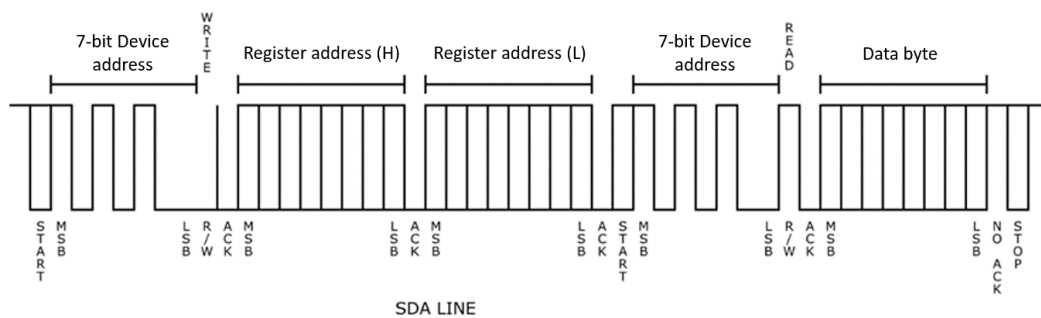 WRITE
7-bit Device
address
Register address (H)
Register address (L)
7-bit Device
address
READ
Data byte
START
MSB
LSB
R/W
ACK
MSB
LSB
ACK
MSB
LSB
ACK
START
MSB
LSB
R/W
ACK
MSB
LSB
NO ACK
STOP
SDA LINE